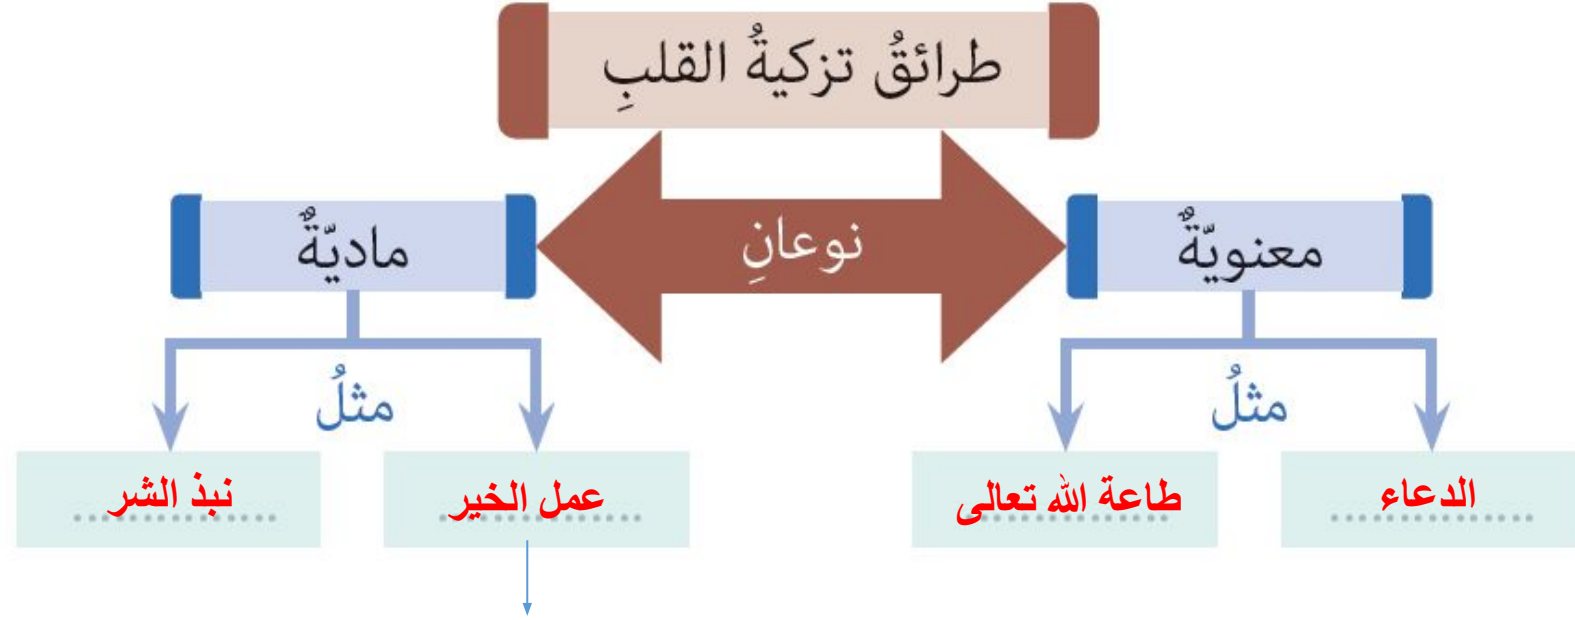 طرائقُ تزكيةُ القلبِ
نوعانِ
معنويّةٌ
ماديّةٌ
مثلُ
مثلُ
الدعاء
طاعة الله تعالى
عمل الخير
نبذ الشر